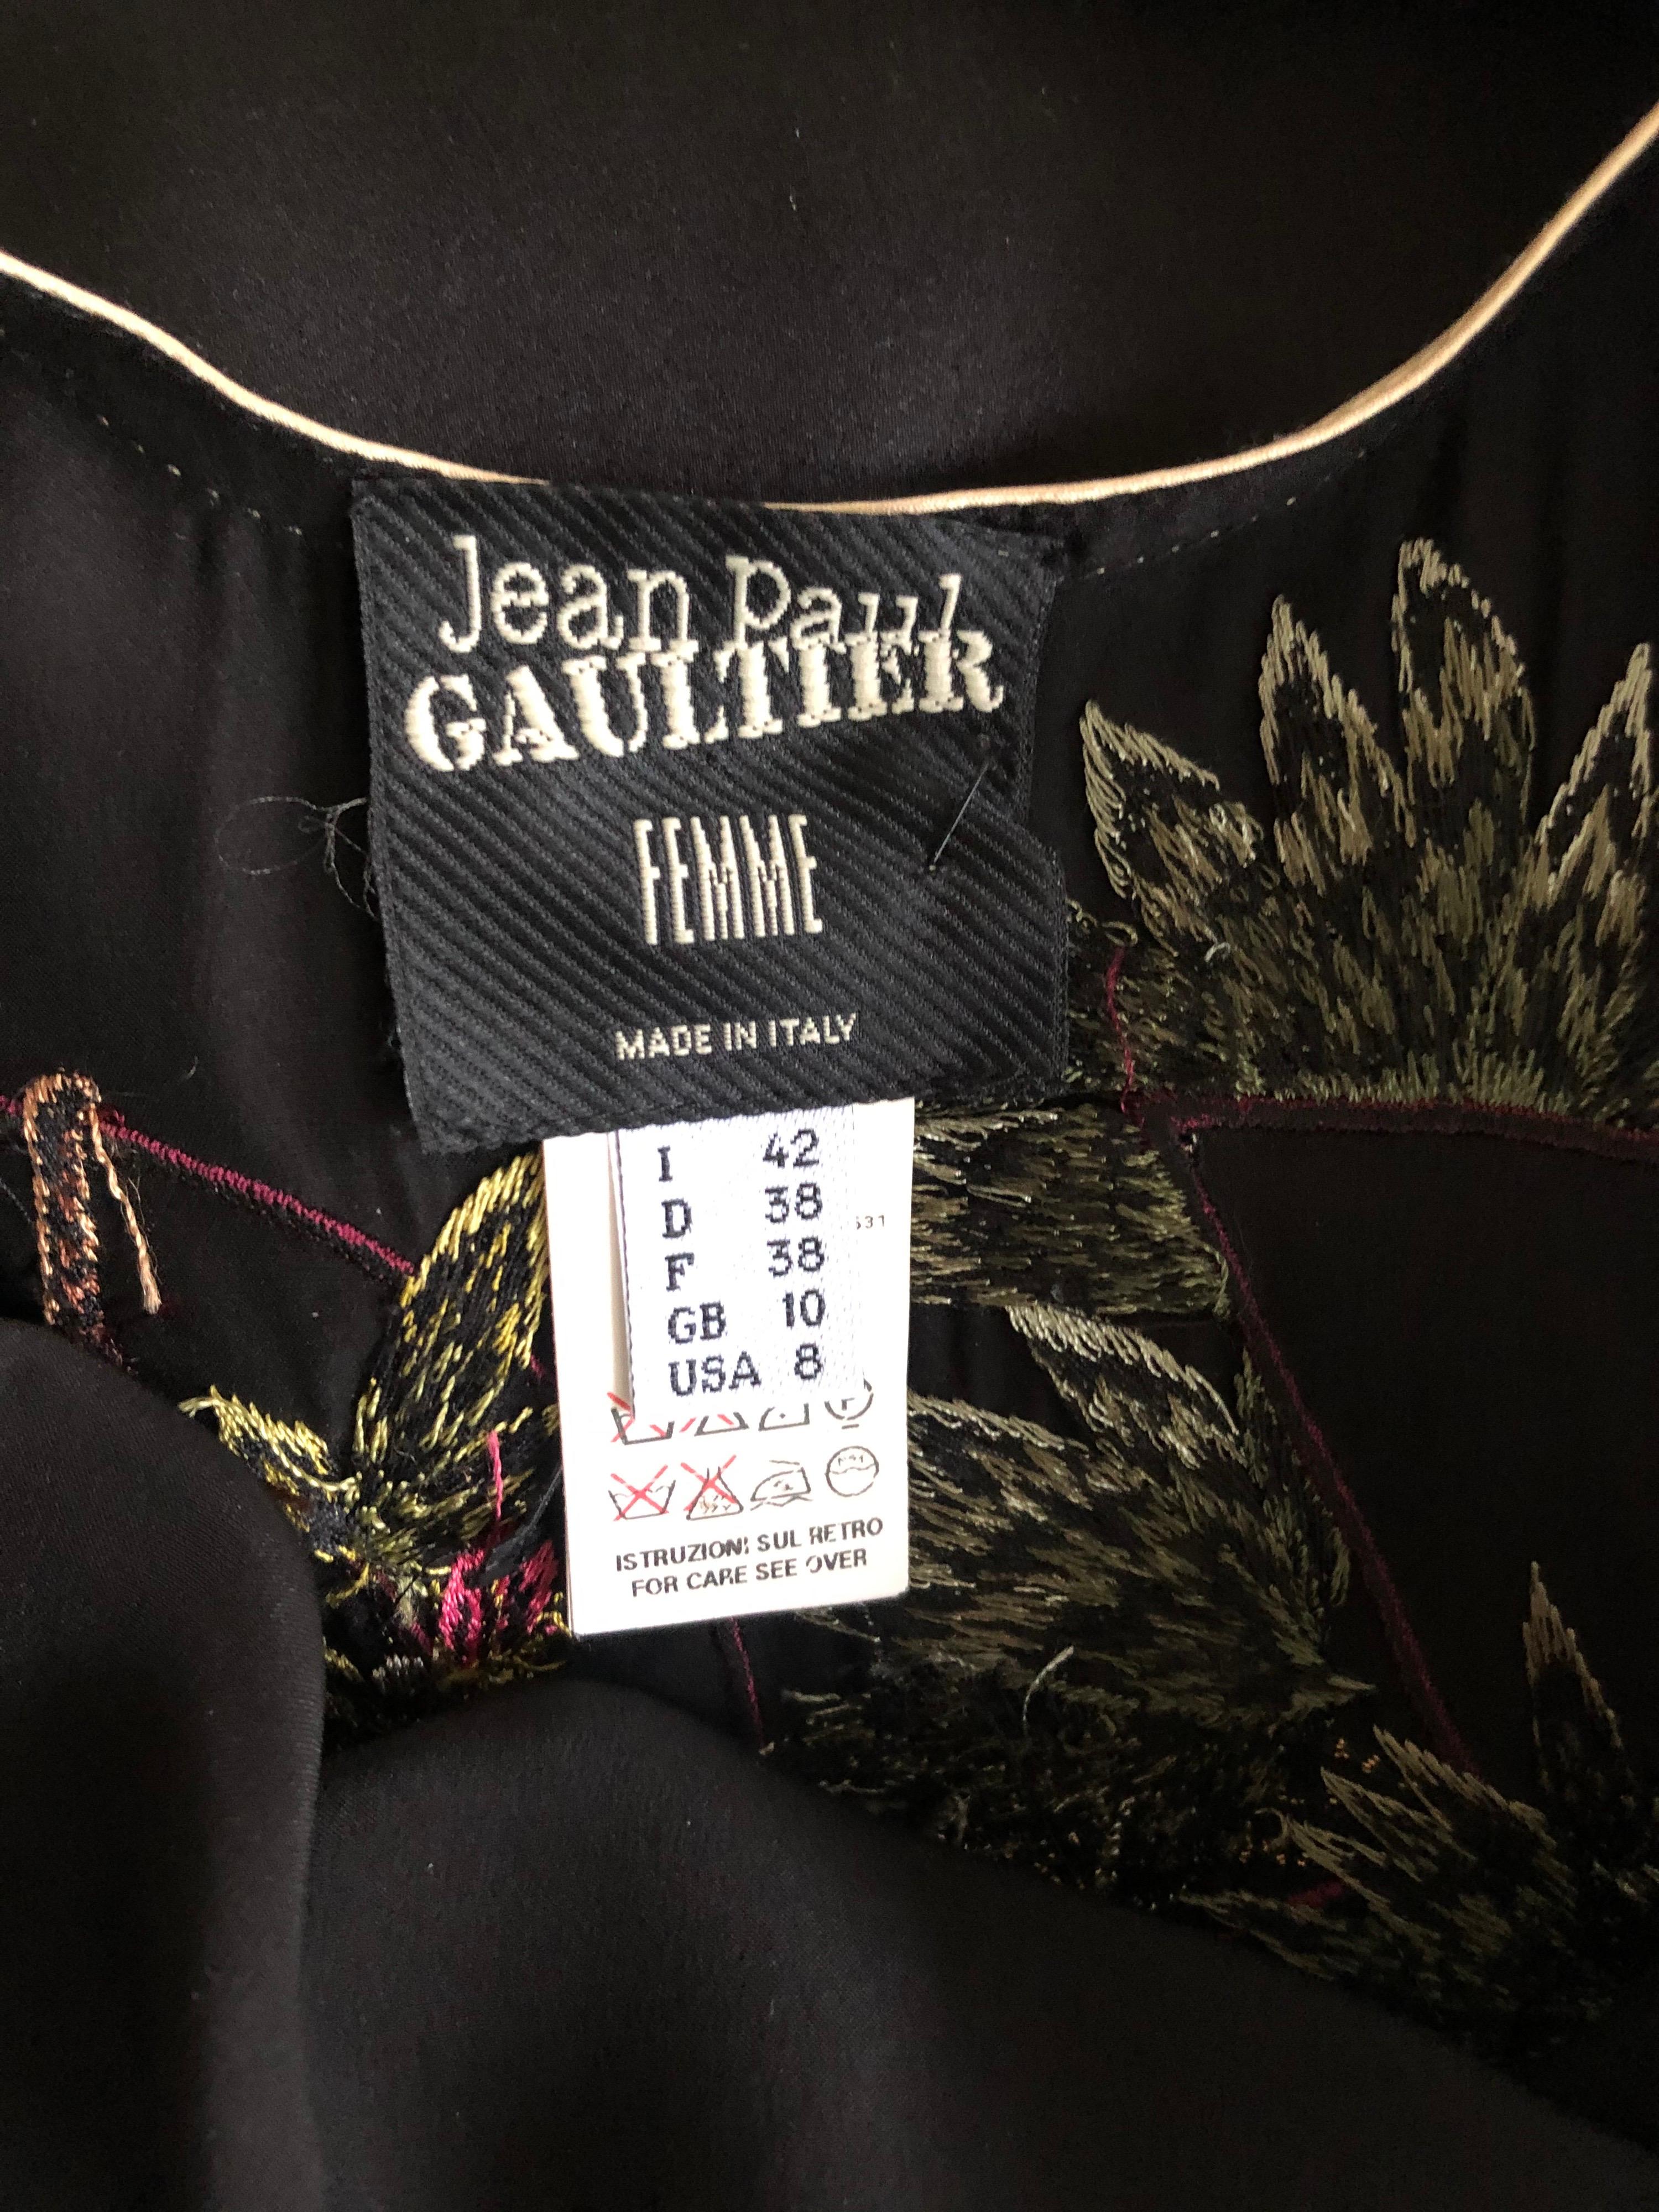 Jean Paul
GAULTIER
FEMME
MADE IN ITALY
I 42
D 38
F 38
GB 10
USA 8
ISTRUZIONI SUL RETRO
FOR CARE SEE OVER